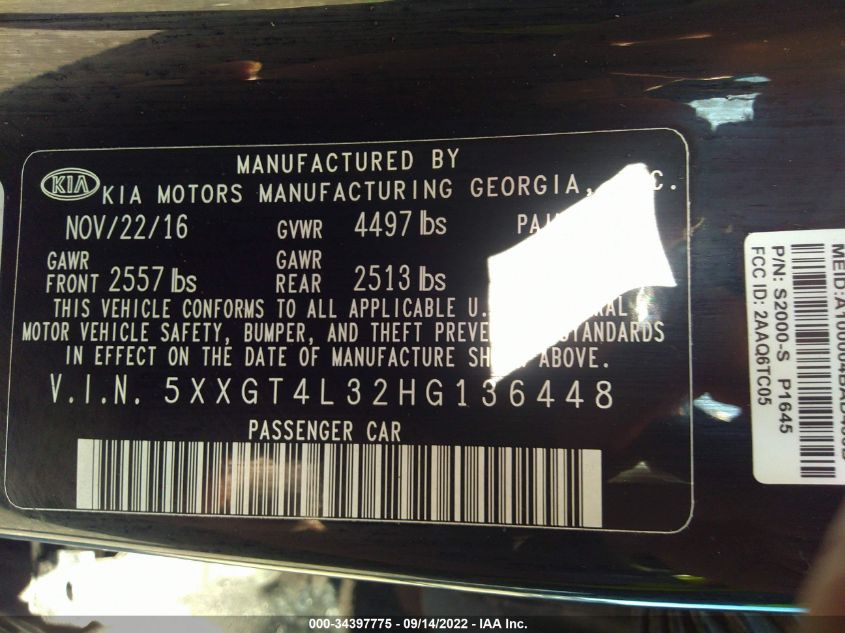 MANUFACTURED BY
KIA KIA MOTORS MANUFACTURING GEORGIA, C.
NOV/22/16 GVWR 4497 lbs
GAWR GAWR
FRONT 2557 lbs REAR 2513 lbs
THIS VEHICLE CONFORMS TO ALL APPLICABLE
MOTOR VEHICLE SAFETY, BUMPER, AND THEFT STANDARDS
IN EFFECT ON THE DATE OF MANUFACTURE ABOVE.
V.I.N. 5XXGT4L32HG136448
PASSENGER CAR
P/N: S2000-S P1645
FCC ID: 2AAQ6TC05
000-34397775 - 09/14/2022 - IAA Inc.